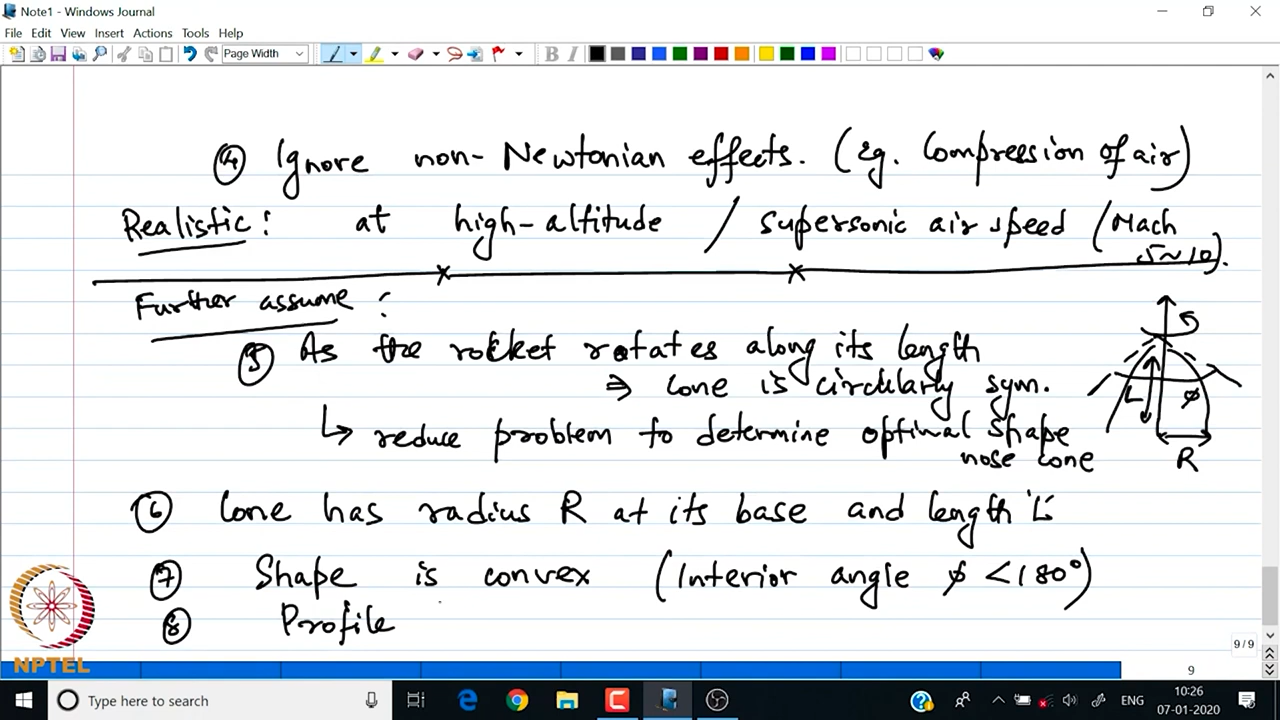 Note1 - Windows Journal
File Edit View Insert Actions Tools Help
Page Width
B I
④ Ignore non-Newtonian effects. (eg. Compression of air)
Realistic: at high-altitude / supersonic air speed (Mach 5~10).
Further assume:
⑤ As the rocket rotates along its length
⇒ Cone is circularly sym.
↳ reduce problem to determine optimal shape
nose cone
L φ
R
⑥ Cone has radius R at its base and length 'L'
⑦ Shape is convex (Interior angle φ < 180°)
⑧ Profile
9/9
9
NPTEL
Type here to search
ENG
10:26
07-01-2020